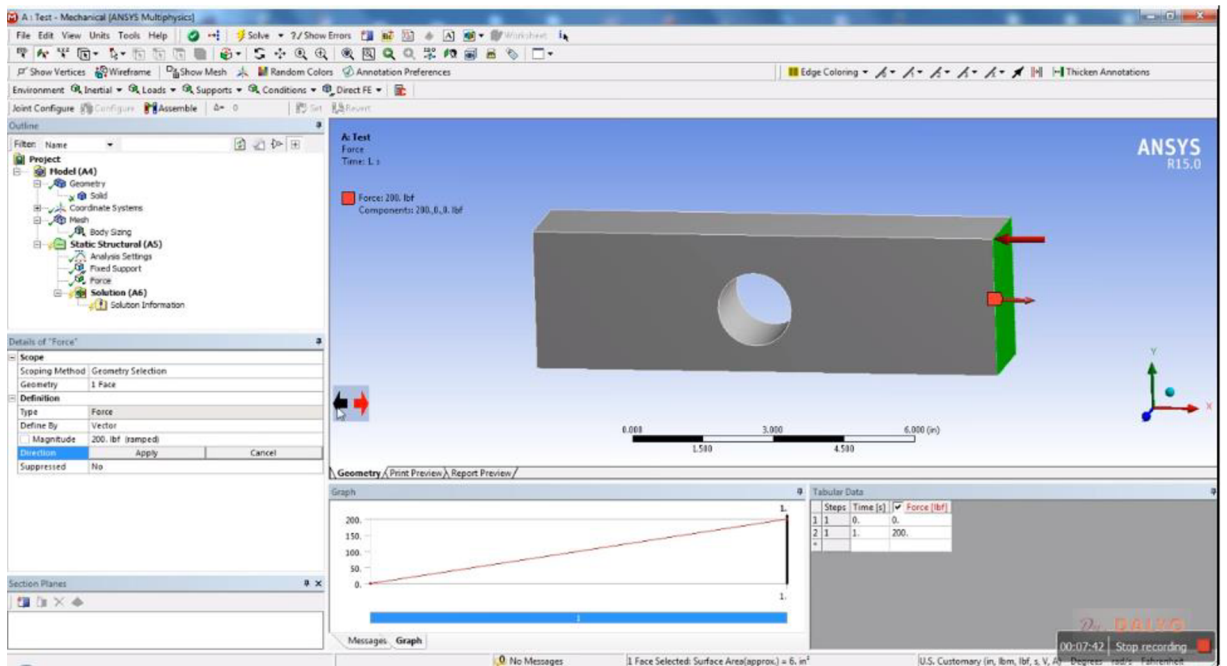 A : Test - Mechanical [ANSYS Multiphysics]
File Edit View Units Tools Help Solve ?/Show Errors Worksheet
Show Vertices Wireframe Show Mesh Random Colors Annotation Preferences Edge Coloring Thicken Annotations
Environment Inertial Loads Supports Conditions Direct FE
Joint Configure Configure Assemble 0 Set Revert
Outline
Filter: Name
Project
Model (A4)
Geometry
Solid
Coordinate Systems
Mesh
Body Sizing
Static Structural (A5)
Analysis Settings
Fixed Support
Force
Solution (A6)
Solution Information
A: Test
Force
Time: 1. s
Force: 200. lbf
Components: 200.,0.,0. lbf
ANSYS
R15.0
Y
X
0.000 3.000 6.000 (in)
1.500 4.500
Details of "Force"
Scope
Scoping Method Geometry Selection
Geometry 1 Face
Definition
Type Force
Define By Vector
Magnitude 200. lbf (ramped)
Direction Apply Cancel
Suppressed No
Geometry Print Preview Report Preview
Graph
1.
200.
150.
100.
50.
0.
1.
1
Messages Graph
Tabular Data
Steps Time [s] Force [lbf]
1 1 0. 0.
2 1 1. 200.
*
Section Planes
Dr. DALYO
00:07:42 Stop recording
0 No Messages 1 Face Selected: Surface Area(approx.) = 6. in² U.S. Customary (in, lbm, lbf, s, V, A) Degrees rad/s Fahrenheit